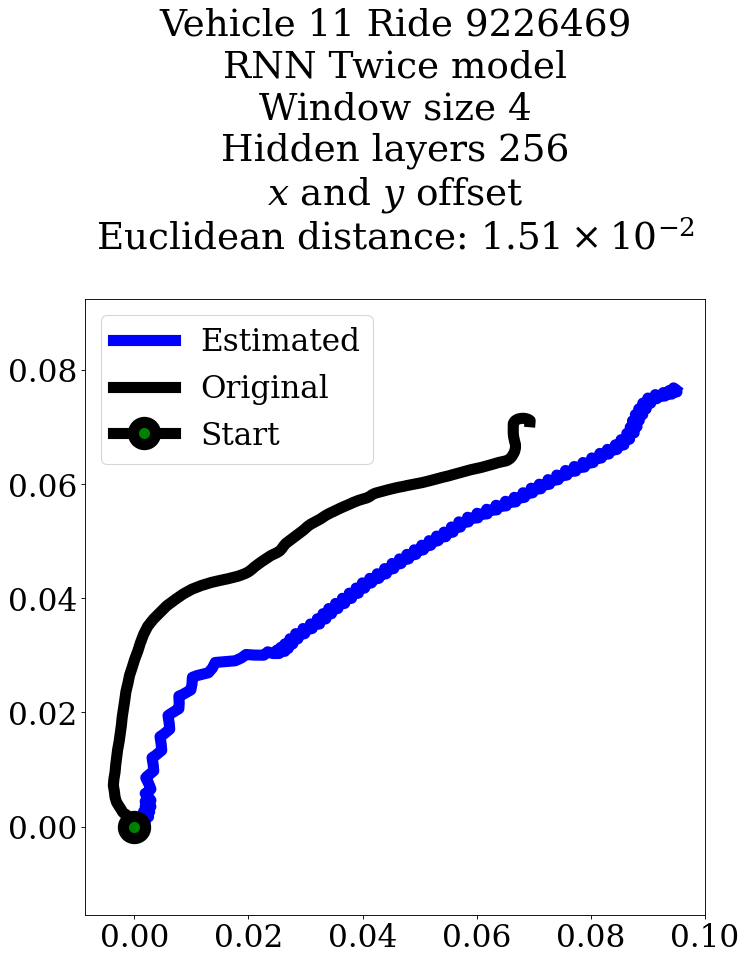 Vehicle 11 Ride 9226469
RNN Twice model
Window size 4
Hidden layers 256
x and y offset
Euclidean distance: 1.51 × 10⁻²
Estimated
Original
Start
0.08
0.06
0.04
0.02
0.00
0.00 0.02 0.04 0.06 0.08 0.10